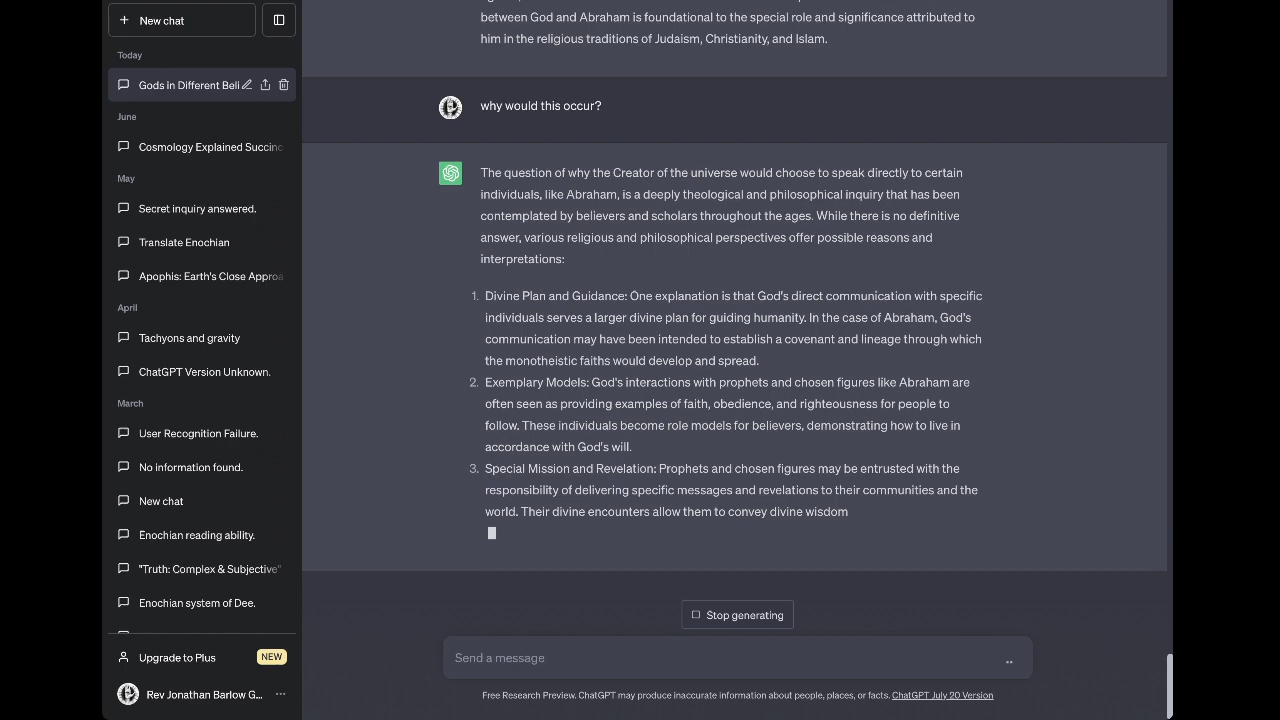 New chat
Today
Gods in Different Beli
June
Cosmology Explained Succinc
May
Secret inquiry answered.
Translate Enochian
Apophis: Earth's Close Approa
April
Tachyons and gravity
ChatGPT Version Unknown.
March
User Recognition Failure.
No information found.
New chat
Enochian reading ability.
"Truth: Complex & Subjective"
Enochian system of Dee.
Upgrade to Plus NEW
Rev Jonathan Barlow G...
between God and Abraham is foundational to the special role and significance attributed to
him in the religious traditions of Judaism, Christianity, and Islam.
why would this occur?
The question of why the Creator of the universe would choose to speak directly to certain
individuals, like Abraham, is a deeply theological and philosophical inquiry that has been
contemplated by believers and scholars throughout the ages. While there is no definitive
answer, various religious and philosophical perspectives offer possible reasons and
interpretations:
1. Divine Plan and Guidance: One explanation is that God's direct communication with specific
individuals serves a larger divine plan for guiding humanity. In the case of Abraham, God's
communication may have been intended to establish a covenant and lineage through which
the monotheistic faiths would develop and spread.
2. Exemplary Models: God's interactions with prophets and chosen figures like Abraham are
often seen as providing examples of faith, obedience, and righteousness for people to
follow. These individuals become role models for believers, demonstrating how to live in
accordance with God's will.
3. Special Mission and Revelation: Prophets and chosen figures may be entrusted with the
responsibility of delivering specific messages and revelations to their communities and the
world. Their divine encounters allow them to convey divine wisdom
Stop generating
Send a message
Free Research Preview. ChatGPT may produce inaccurate information about people, places, or facts. ChatGPT July 20 Version